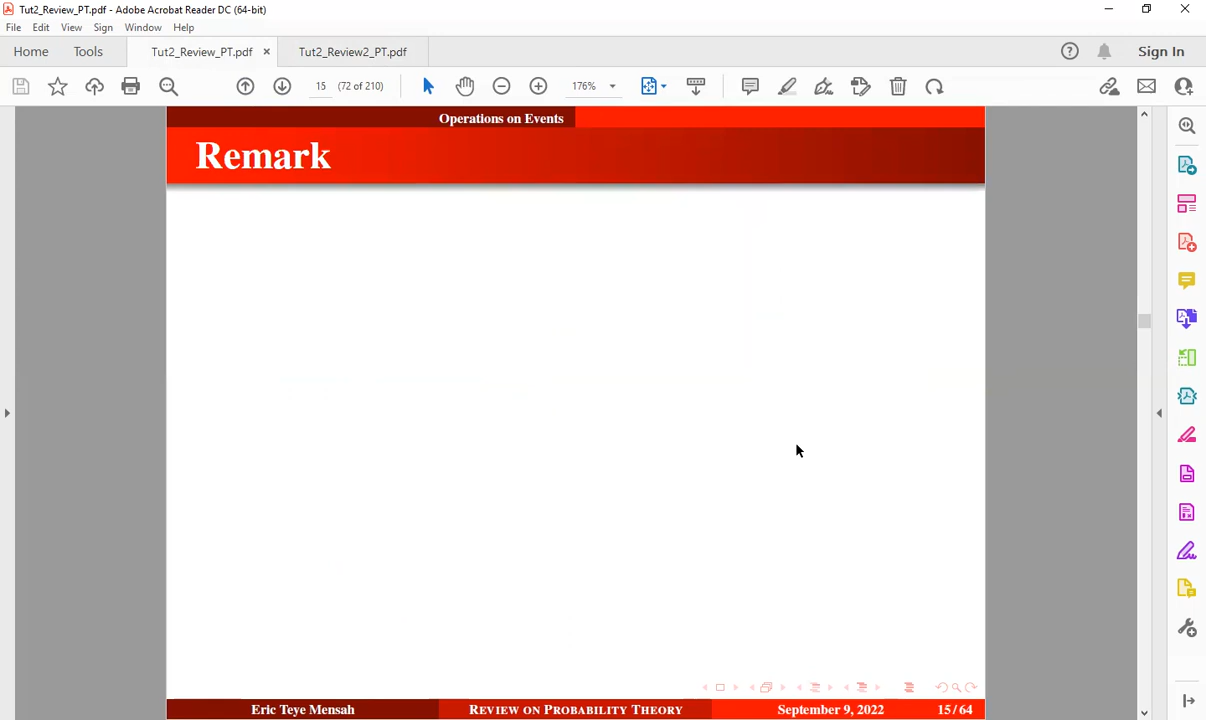 Tut2_Review_PT.pdf - Adobe Acrobat Reader DC (64-bit)
File Edit View Sign Window Help
Home Tools Tut2_Review_PT.pdf × Tut2_Review2_PT.pdf Sign In
15 (72 of 210) 176%
Operations on Events
Remark
Eric Teye Mensah REVIEW ON PROBABILITY THEORY September 9, 2022 15 / 64